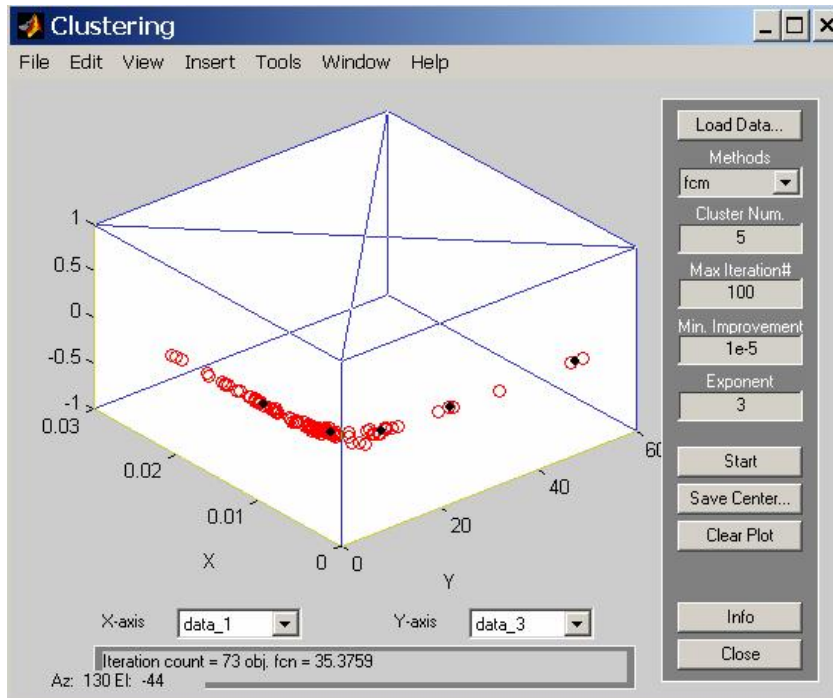 Clustering
File Edit View Insert Tools Window Help
Load Data...
Methods
fcm
Cluster Num.
5
Max Iteration#
100
Min. Improvement
1e-5
Exponent
3
Start
Save Center...
Clear Plot
Info
Close
1
0.5
0
-0.5
-1
0.03
0.02
0.01
0
X
0
20
40
60
Y
X-axis data_1 Y-axis data_3
Iteration count = 73 obj. fcn = 35.3759
Az: 130 El: -44